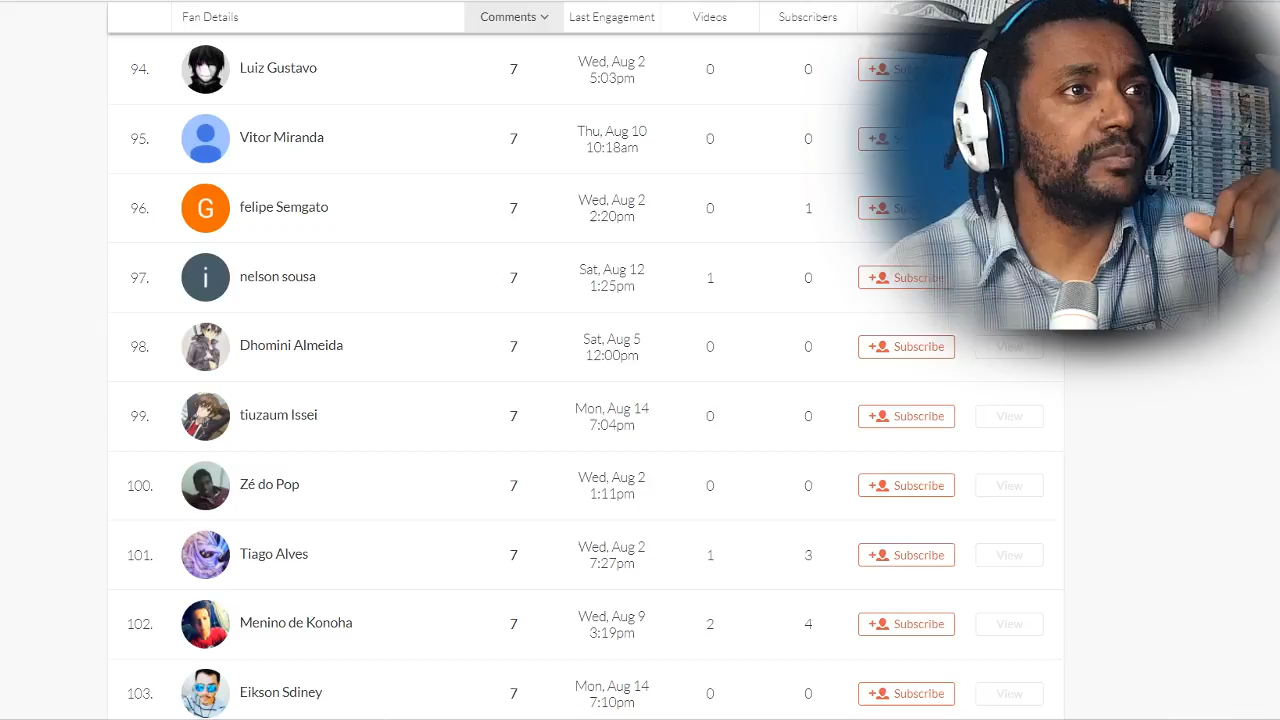 Fan Details Comments Last Engagement Videos Subscribers
94. Luiz Gustavo 7 Wed, Aug 2 0 0
5:03pm
95. Vitor Miranda 7 Thu, Aug 10 0 0
10:18am
96. G felipe Semgato 7 Wed, Aug 2 0 1
2:20pm
97. i nelson sousa 7 Sat, Aug 12 1 0 Subscribe
1:25pm
98. Dhomini Almeida 7 Sat, Aug 5 0 0 Subscribe View
12:00pm
99. tiuzaum Issei 7 Mon, Aug 14 0 0 Subscribe View
7:04pm
100. Zé do Pop 7 Wed, Aug 2 0 0 Subscribe View
1:11pm
101. Tiago Alves 7 Wed, Aug 2 1 3 Subscribe View
7:27pm
102. Menino de Konoha 7 Wed, Aug 9 2 4 Subscribe View
3:19pm
103. Eikson Sdiney 7 Mon, Aug 14 0 0 Subscribe View
7:10pm